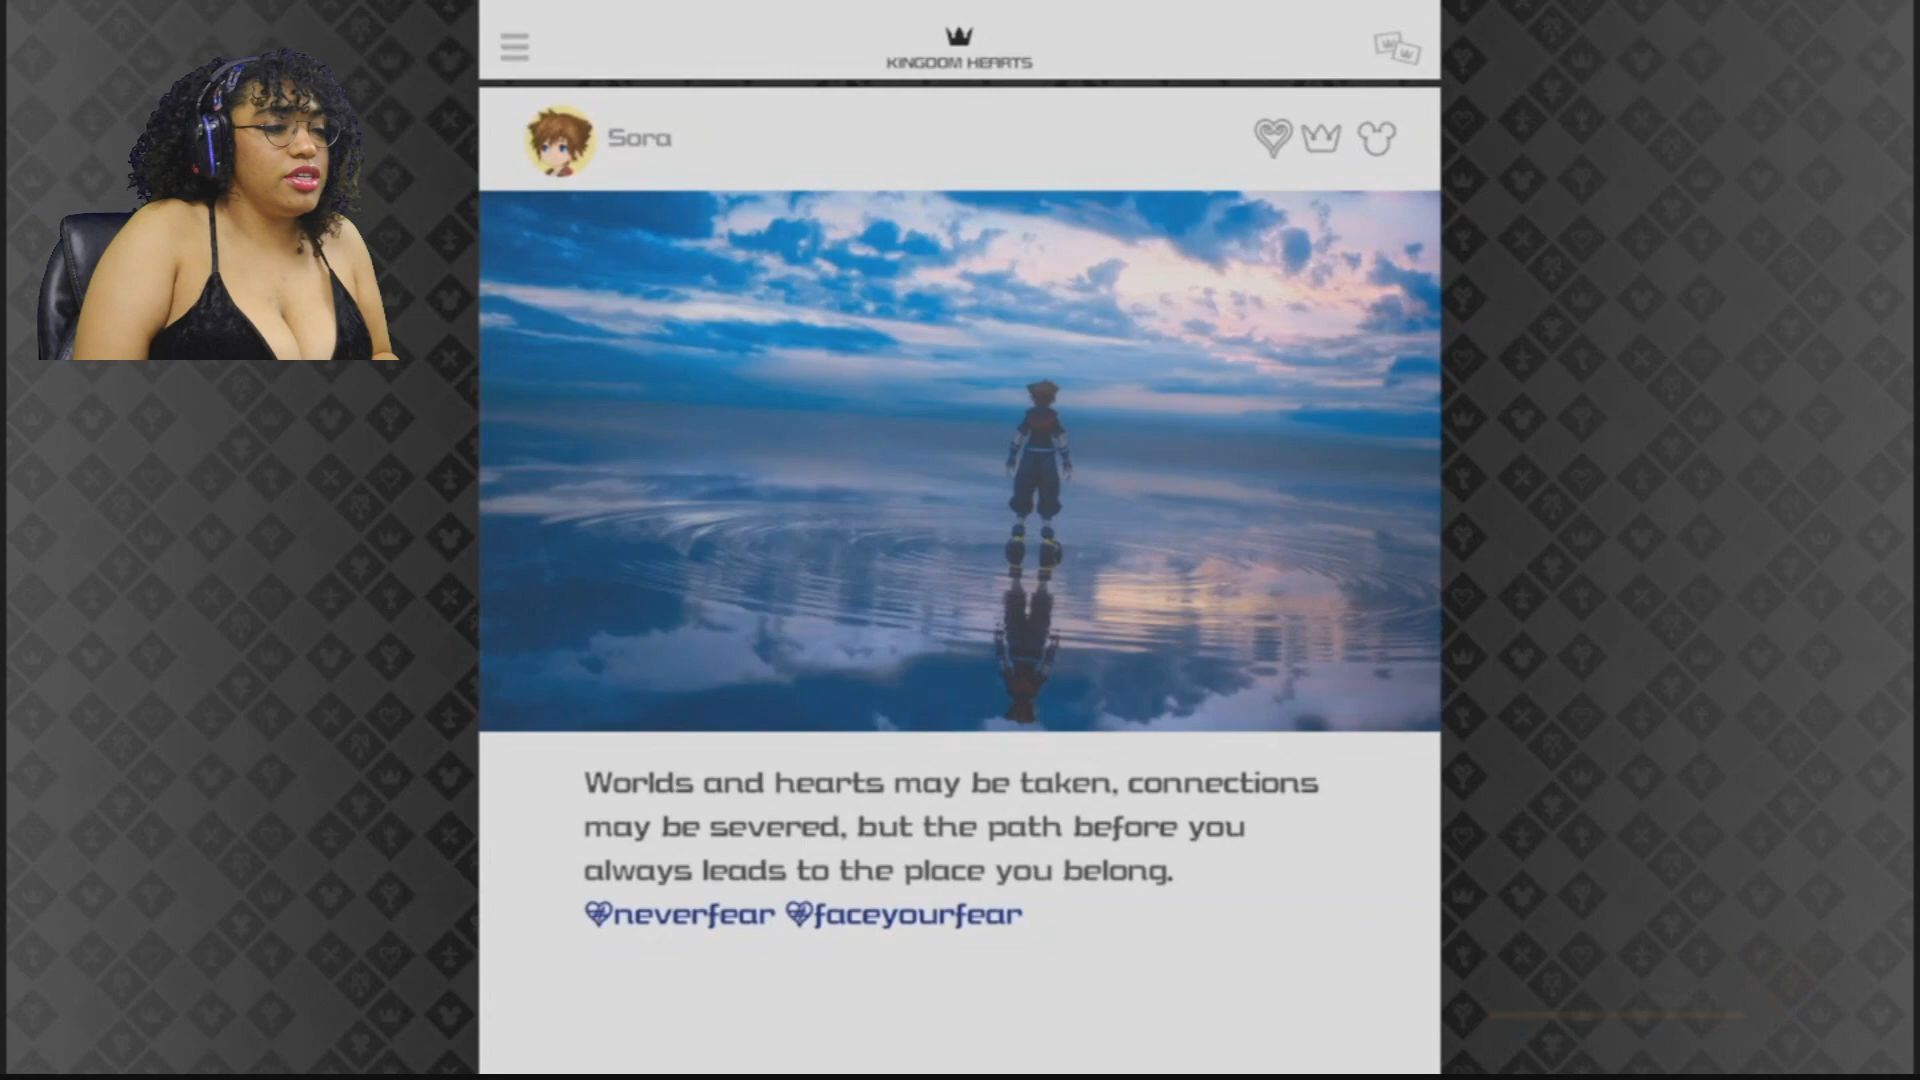 KINGDOM HEARTS
Sora
Worlds and hearts may be taken, connections
may be severed, but the path before you
always leads to the place you belong.
#neverfear #faceyourfear